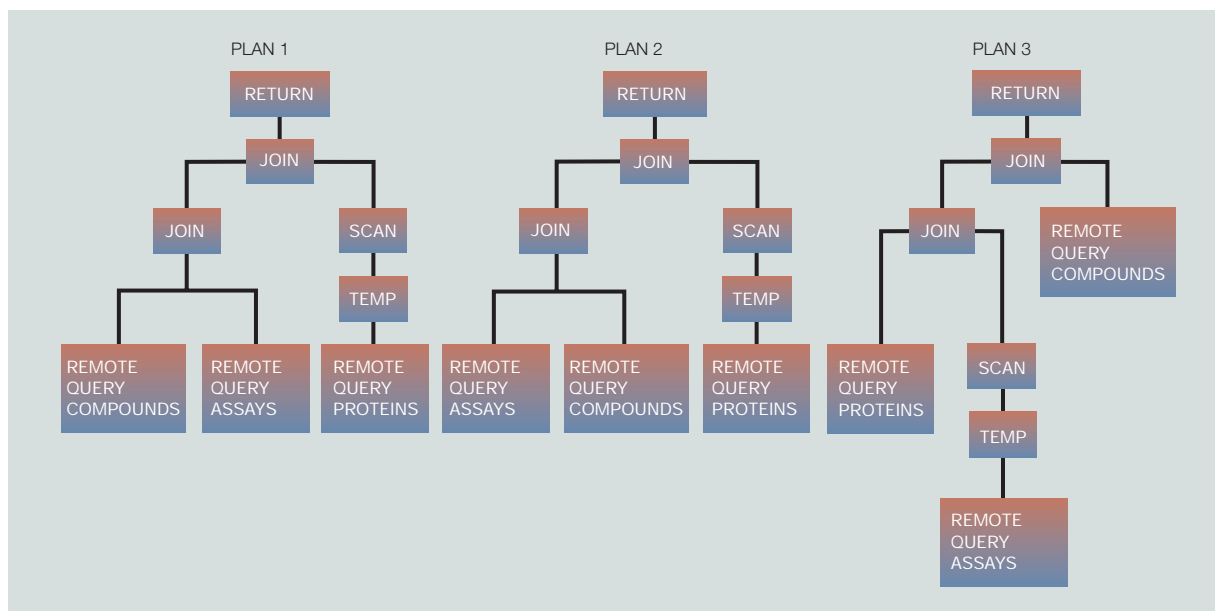 PLAN 1
RETURN
JOIN
JOIN
SCAN
TEMP
REMOTE
QUERY
COMPOUNDS
REMOTE
QUERY
ASSAYS
REMOTE
QUERY
PROTEINS
PLAN 2
RETURN
JOIN
JOIN
SCAN
TEMP
REMOTE
QUERY
ASSAYS
REMOTE
QUERY
COMPOUNDS
REMOTE
QUERY
PROTEINS
PLAN 3
RETURN
JOIN
JOIN
REMOTE
QUERY
COMPOUNDS
REMOTE
QUERY
PROTEINS
SCAN
TEMP
REMOTE
QUERY
ASSAYS